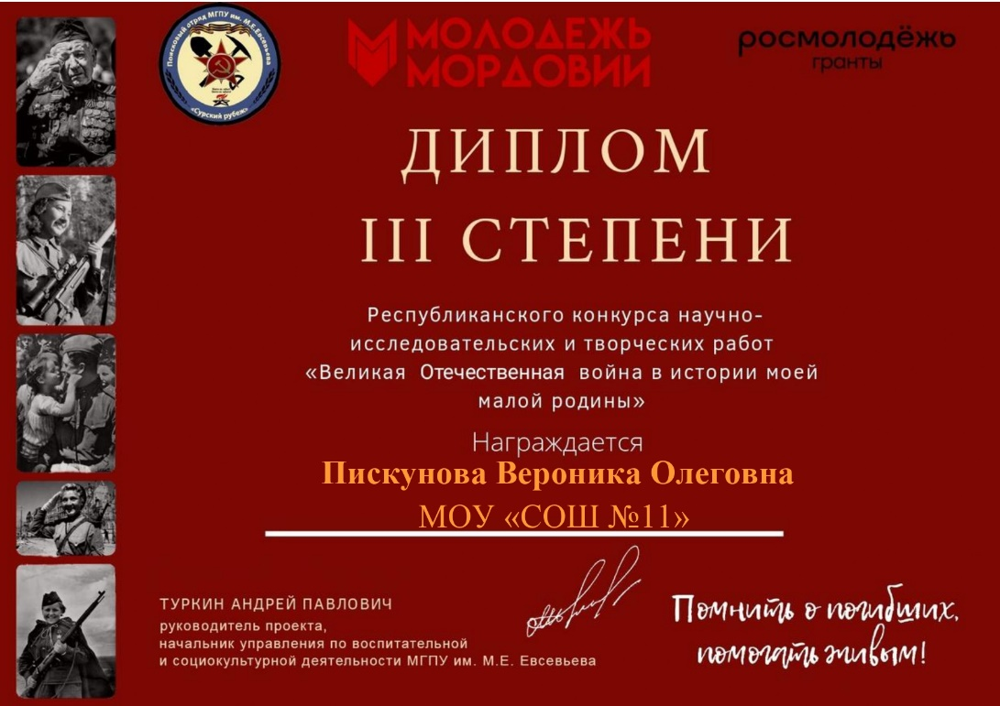 Поисковый отряд МГПУ им. М.Е.Евсевьева
«Сурский рубеж»
МОЛОДЕЖЬ
МОРДОВИИ
росмолодёжь
гранты
ДИПЛОМ
III СТЕПЕНИ
Республиканского конкурса научно-
исследовательских и творческих работ
«Великая Отечественная война в истории моей
малой родины»
Награждается
Пискунова Вероника Олеговна
МОУ «СОШ №11»
ТУРКИН АНДРЕЙ ПАВЛОВИЧ
руководитель проекта,
начальник управления по воспитательной
и социокультурной деятельности МГПУ им. М.Е. Евсевьева
Помнить о погибших,
помогать живым!